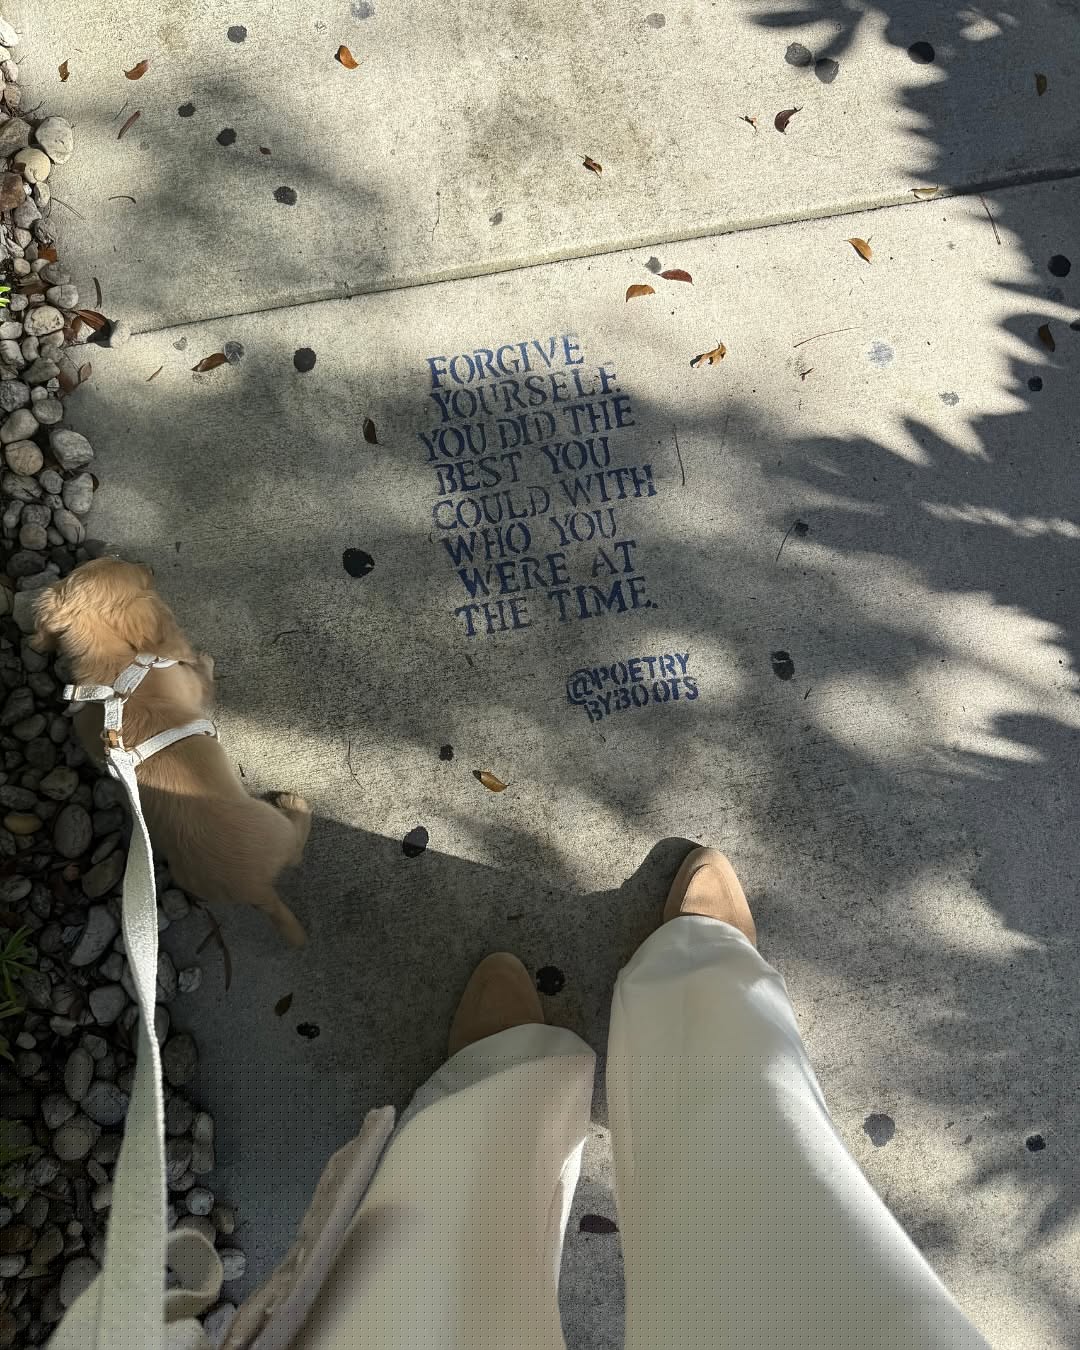 FORGIVE
YOURSELF.
YOU DID THE
BEST YOU
COULD WITH
WHO YOU
WERE AT
THE TIME.
@POETRY
BYBOOTS